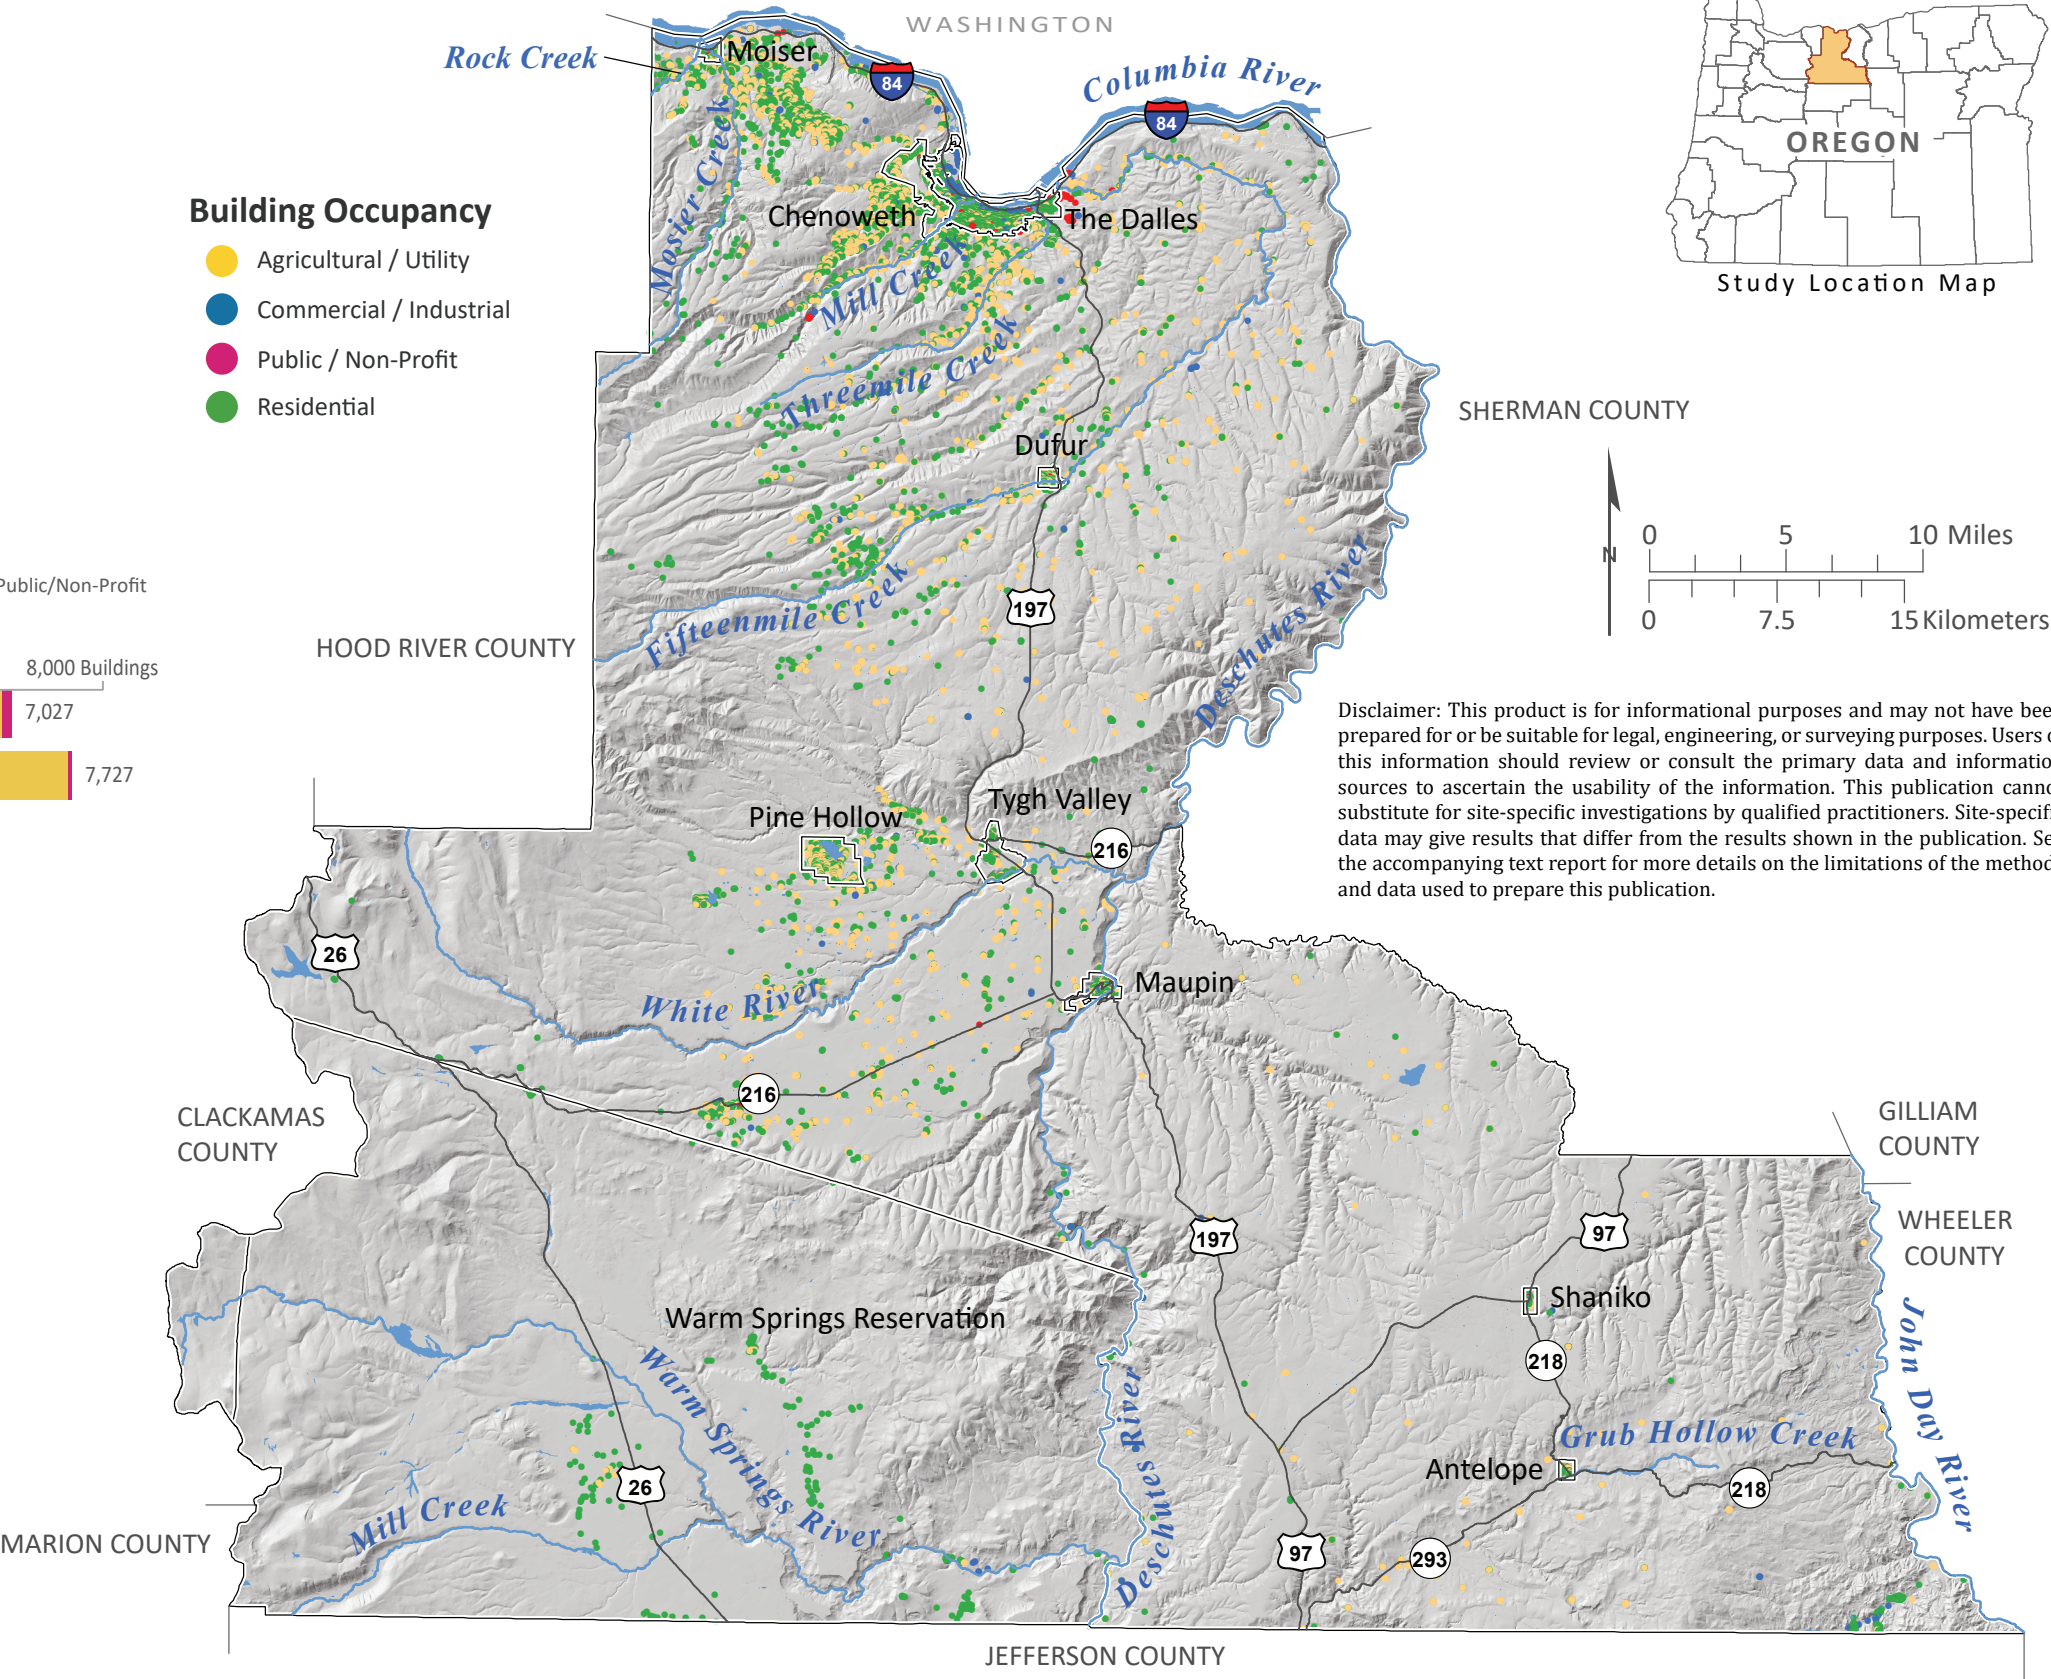 WASHINGTON
Rock Creek
Moiser
84
Columbia River
84
OREGON
Study Location Map
Mosier Creek
Building Occupancy
Agricultural / Utility
Commercial / Industrial
Public / Non-Profit
Residential
Chenoweth
The Dalles
Mill Creek
Threemile Creek
SHERMAN COUNTY
Dufur
N
0 5 10 Miles
0 7.5 15 Kilometers
Public/Non-Profit
8,000 Buildings
7,027
7,727
HOOD RIVER COUNTY
Fifteenmile Creek
197
Deschutes River
Disclaimer: This product is for informational purposes and may not have bee
prepared for or be suitable for legal, engineering, or surveying purposes. Users o
this information should review or consult the primary data and informatio
sources to ascertain the usability of the information. This publication canno
substitute for site-specific investigations by qualified practitioners. Site-specif
data may give results that differ from the results shown in the publication. Se
the accompanying text report for more details on the limitations of the method
and data used to prepare this publication.
Pine Hollow
Tygh Valley
216
26
White River
Maupin
216
CLACKAMAS
COUNTY
GILLIAM
COUNTY
197
97
WHEELER
COUNTY
Warm Springs Reservation
Shaniko
218
Warm Springs River
Deschutes River
John Day River
Grub Hollow Creek
Antelope
218
26
Mill Creek
MARION COUNTY
97
293
JEFFERSON COUNTY